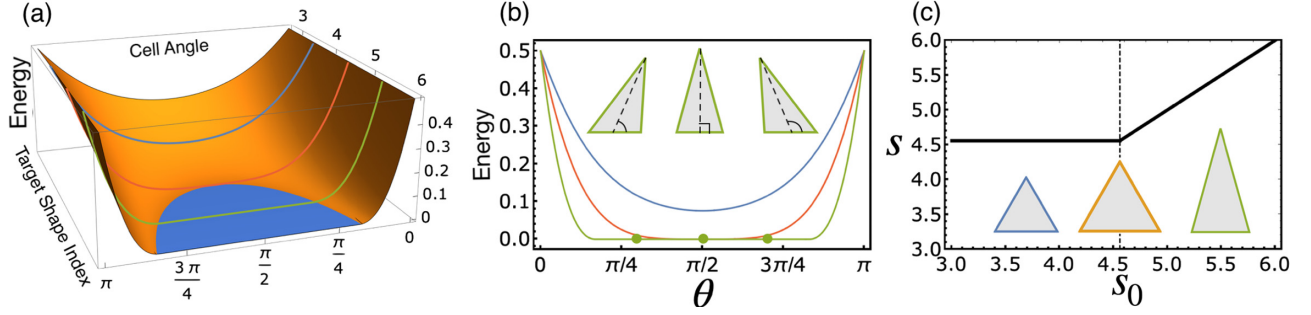 (a)
Cell Angle
3
4
5
6
Energy
0.4
0.3
0.2
0.1
0
Target Shape Index
π
3 π
4
π
2
π
4
0
(b)
Energy
0.5
0.4
0.3
0.2
0.1
0.0
0
π/4
π/2
3π/4
π
θ
(c)
s
6.0
5.5
5.0
4.5
4.0
3.5
3.0
3.0
3.5
4.0
4.5
5.0
5.5
6.0
s0